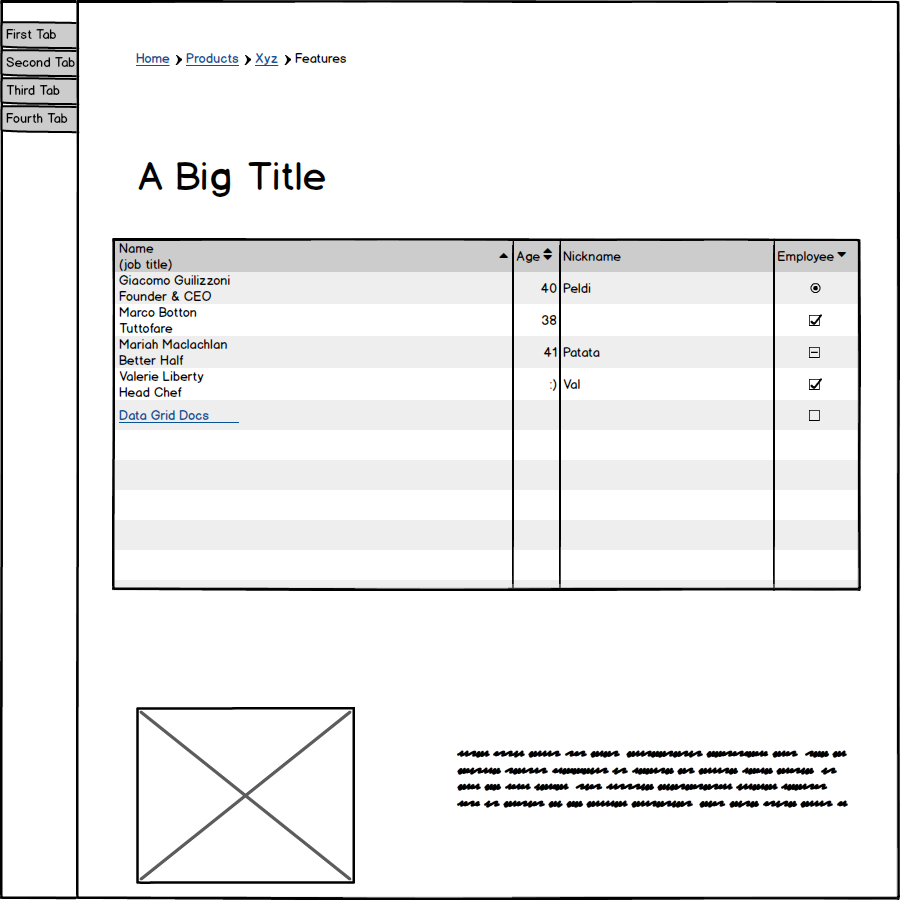 First Tab
Second Tab
Third Tab
Fourth Tab
Home Products Xyz Features
A Big Title
Name
(job title)
Age
Nickname
Employee
Giacomo Guilizzoni
Founder & CEO
40
Peldi
Marco Botton
Tuttofare
38
Mariah Maclachlan
Better Half
41
Patata
Valerie Liberty
Head Chef
:)
Val
Data Grid Docs